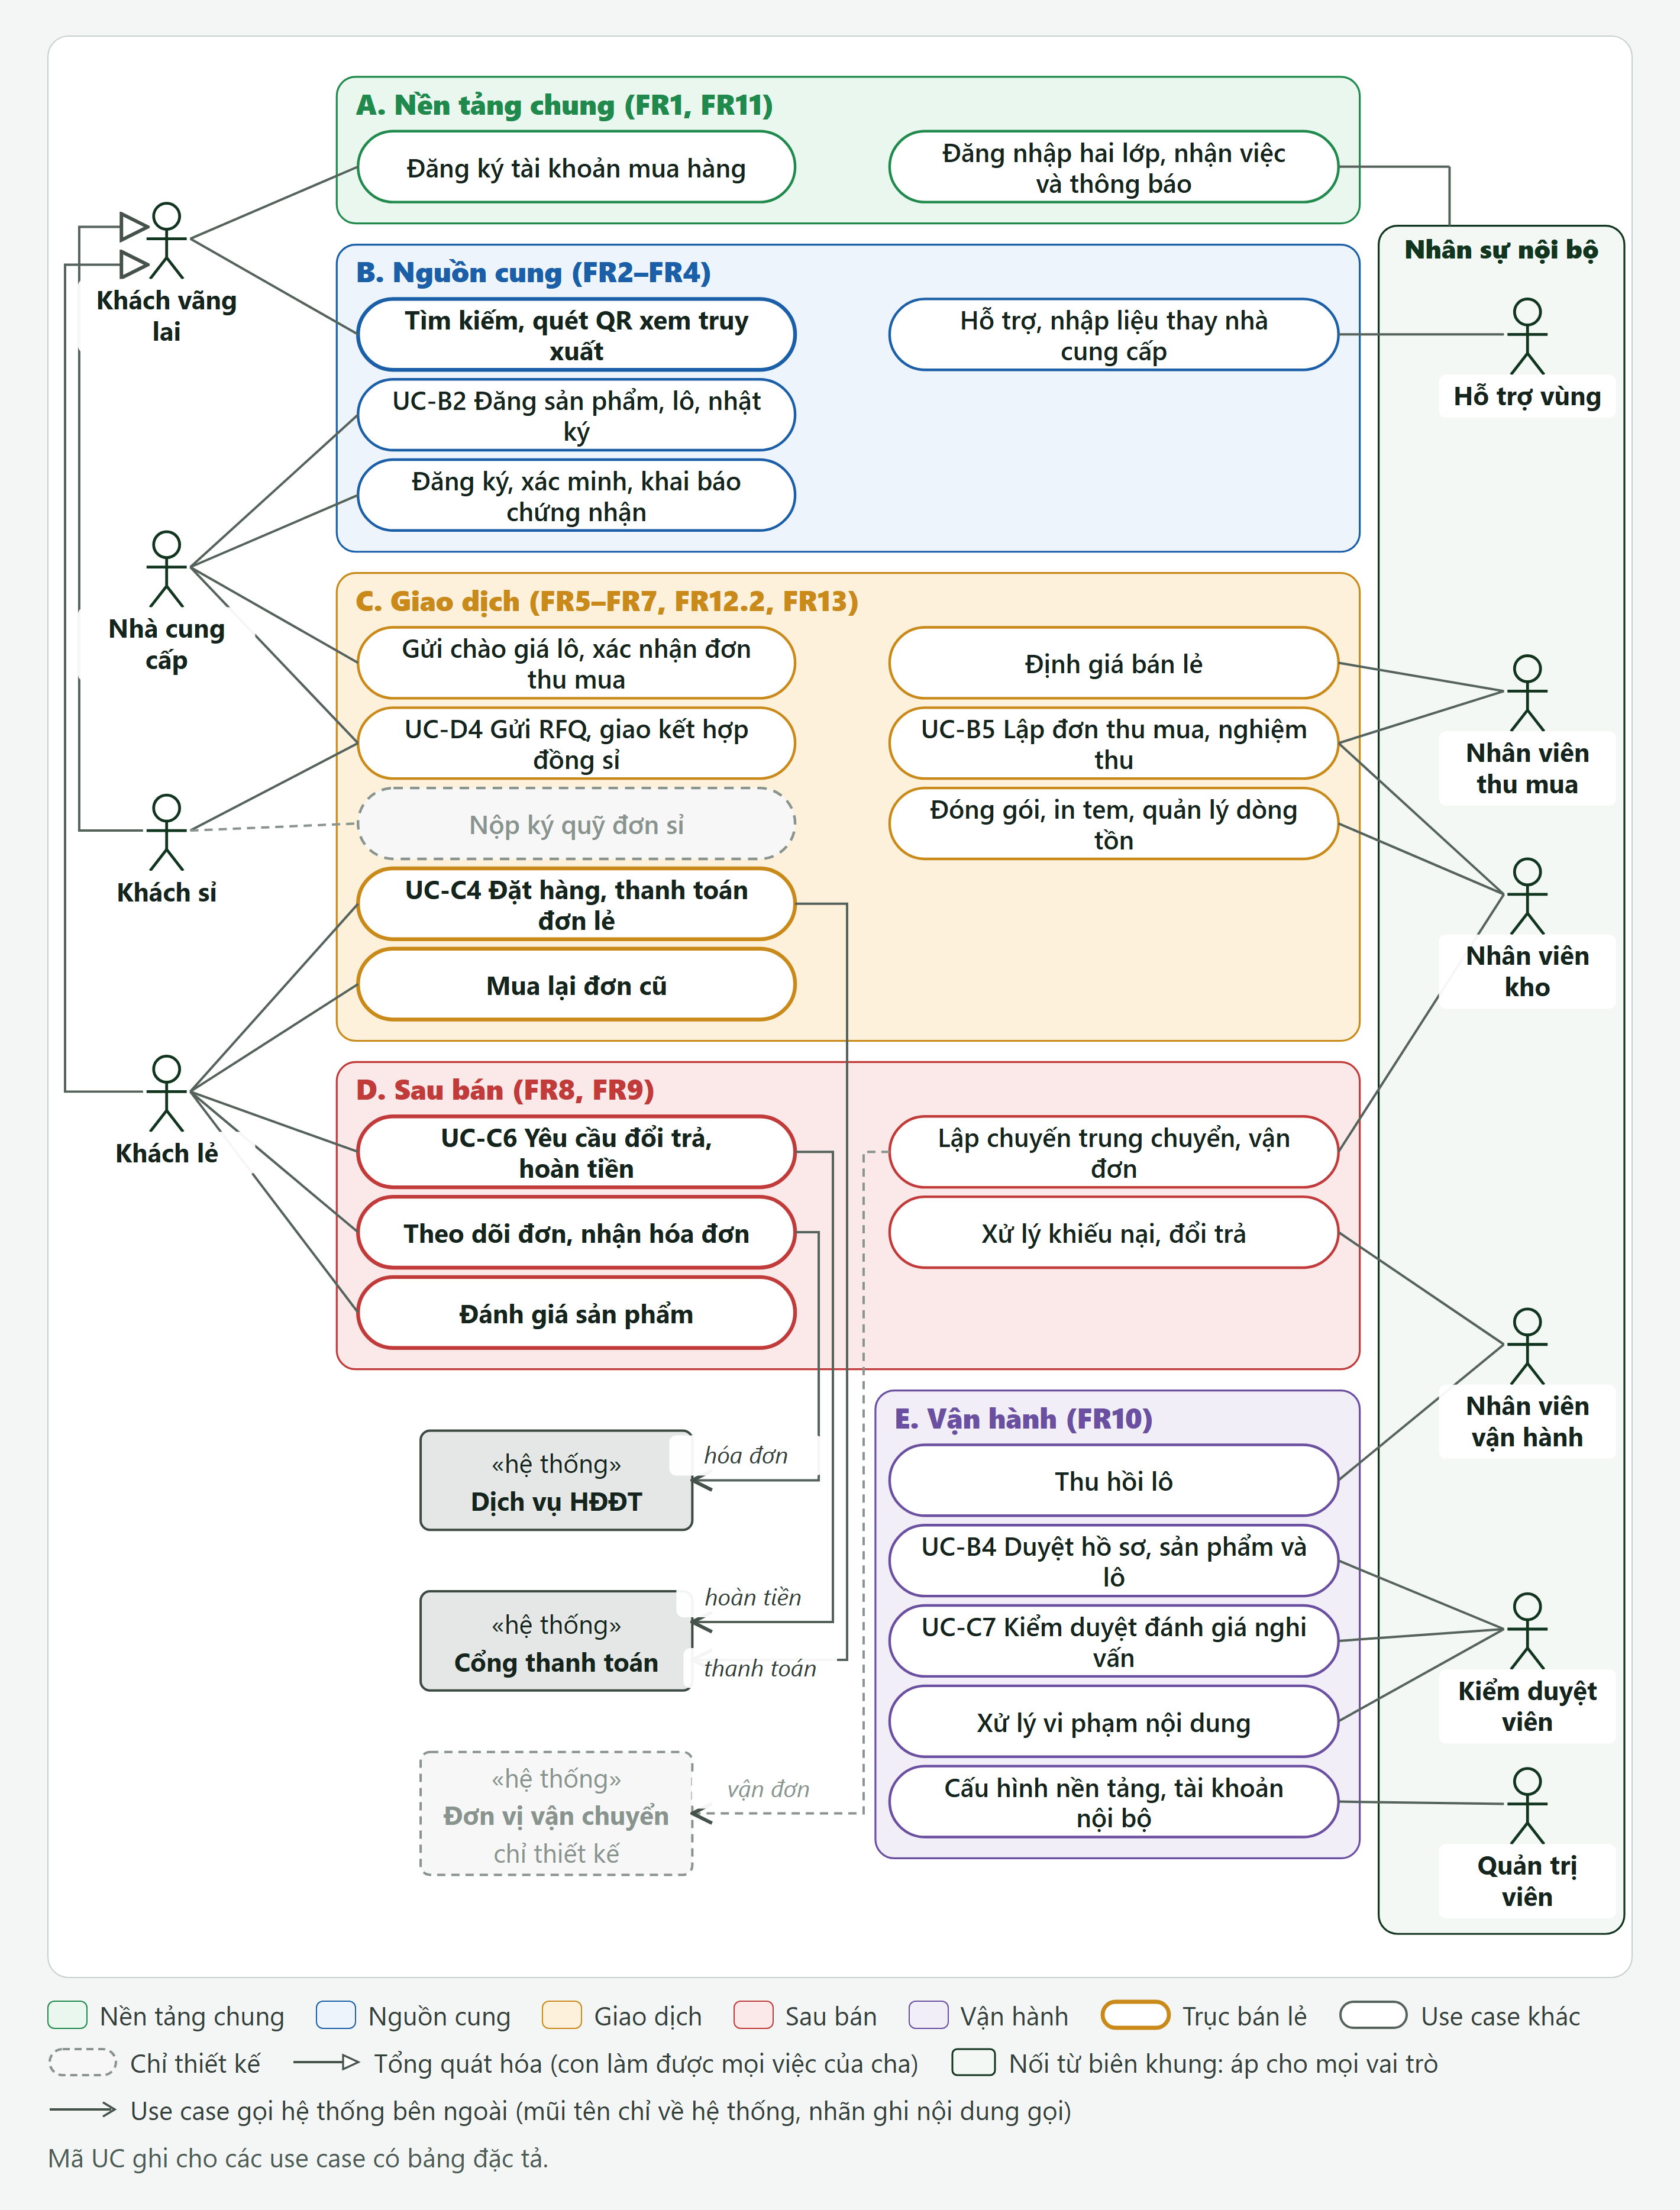 A. Nền tảng chung (FR1, FR11)
Đăng ký tài khoản mua hàng
Đăng nhập hai lớp, nhận việc
và thông báo
Khách vãng
lai
Nhân sự nội bộ
B. Nguồn cung (FR2–FR4)
Tìm kiếm, quét QR xem truy
xuất
Hỗ trợ, nhập liệu thay nhà
cung cấp
Hỗ trợ vùng
UC-B2 Đăng sản phẩm, lô, nhật
ký
Đăng ký, xác minh, khai báo
chứng nhận
Nhà cung
cấp
C. Giao dịch (FR5–FR7, FR12.2, FR13)
Gửi chào giá lô, xác nhận đơn
thu mua
Định giá bán lẻ
UC-D4 Gửi RFQ, giao kết hợp
đồng sỉ
UC-B5 Lập đơn thu mua, nghiệm
thu
Nhân viên
thu mua
Nộp ký quỹ đơn sỉ
Đóng gói, in tem, quản lý dòng
tồn
Khách sỉ
UC-C4 Đặt hàng, thanh toán
đơn lẻ
Nhân viên
kho
Mua lại đơn cũ
D. Sau bán (FR8, FR9)
UC-C6 Yêu cầu đổi trả,
hoàn tiền
Lập chuyến trung chuyển, vận
đơn
Khách lẻ
Theo dõi đơn, nhận hóa đơn
Xử lý khiếu nại, đổi trả
Đánh giá sản phẩm
Nhân viên
vận hành
E. Vận hành (FR10)
«hệ thống»
Dịch vụ HĐĐT
hóa đơn
Thu hồi lô
UC-B4 Duyệt hồ sơ, sản phẩm và
lô
«hệ thống»
Cổng thanh toán
hoàn tiền
thanh toán
UC-C7 Kiểm duyệt đánh giá nghi
vấn
Kiểm duyệt
viên
Xử lý vi phạm nội dung
«hệ thống»
Đơn vị vận chuyển
chỉ thiết kế
vận đơn
Cấu hình nền tảng, tài khoản
nội bộ
Quản trị
viên
Nền tảng chung
Nguồn cung
Giao dịch
Sau bán
Vận hành
Trục bán lẻ
Use case khác
Chỉ thiết kế
Tổng quát hóa (con làm được mọi việc của cha)
Nối từ biên khung: áp cho mọi vai trò
Use case gọi hệ thống bên ngoài (mũi tên chỉ về hệ thống, nhãn ghi nội dung gọi)
Mã UC ghi cho các use case có bảng đặc tả.